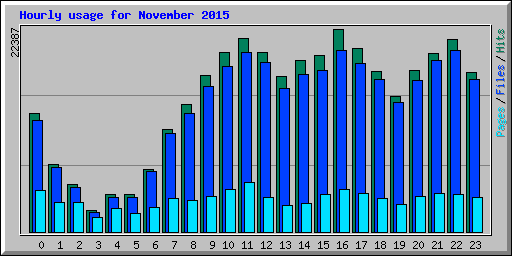 Hourly usage for November 2015
22387
Pages/Files/Hits
0 1 2 3 4 5 6 7 8 9 10 11 12 13 14 15 16 17 18 19 20 21 22 23